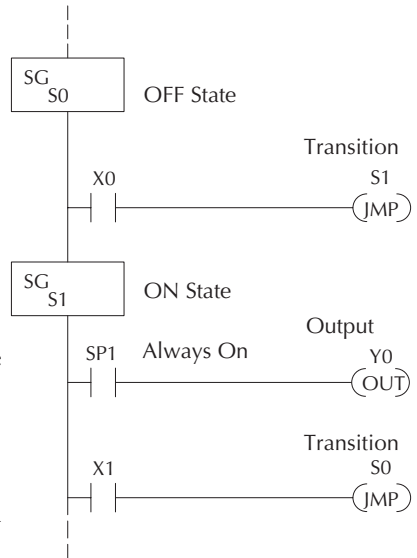 SG
S0
OFF State
Transition
X0
S1
JMP
SG
S1
ON State
Output
SP1
Always On
Y0
OUT
Transition
X1
S0
JMP